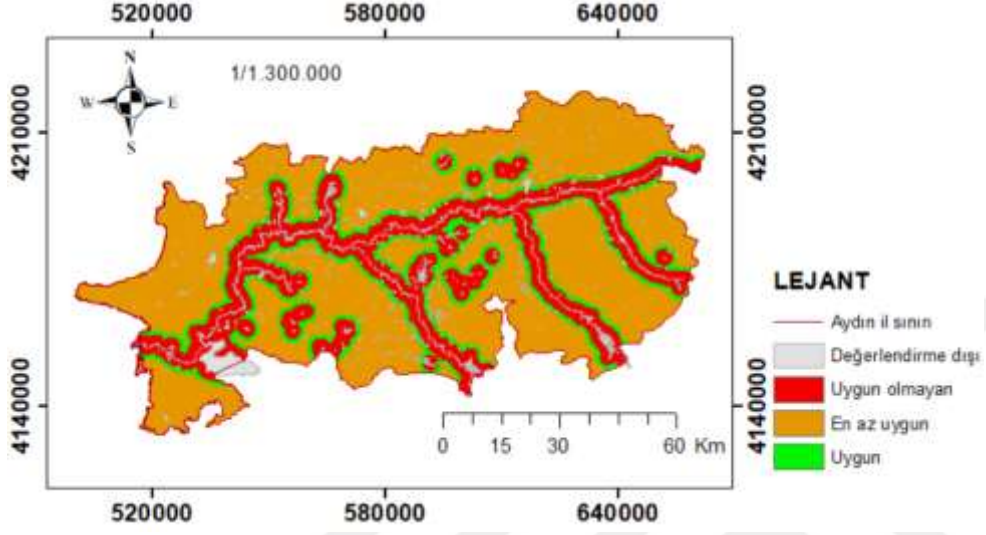 520000 580000 640000
N
W E
S
1/1.300.000
4210000 4210000
4140000 4140000
LEJANT
Aydın il sınırı
Değerlendirme dışı
Uygun olmayan
En az uygun
Uygun
0 15 30 60 Km
520000 580000 640000